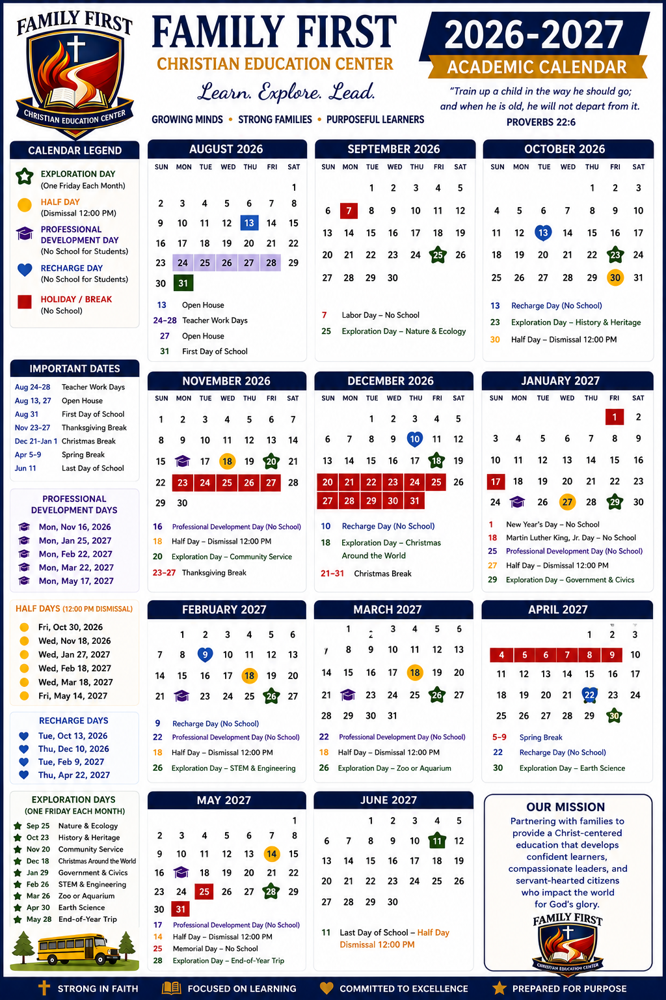 FAMILY FIRST
CHRISTIAN EDUCATION CENTER
FAMILY FIRST
CHRISTIAN EDUCATION CENTER
Learn. Explore. Lead.
GROWING MINDS • STRONG FAMILIES • PURPOSEFUL LEARNERS
2026-2027
ACADEMIC CALENDAR
“Train up a child in the way he should go;
and when he is old, he will not depart from it.
PROVERBS 22:6
CALENDAR LEGEND
EXPLORATION DAY
(One Friday Each Month)
HALF DAY
(Dismissal 12:00 PM)
PROFESSIONAL
DEVELOPMENT DAY
(No School for Students)
RECHARGE DAY
(No School for Students)
HOLIDAY / BREAK
(No School)
IMPORTANT DATES
Aug 24–28 Teacher Work Days
Aug 13, 27 Open House
Aug 31 First Day of School
Nov 23–27 Thanksgiving Break
Dec 21–Jan 1 Christmas Break
Apr 5–9 Spring Break
Jun 11 Last Day of School
PROFESSIONAL
DEVELOPMENT DAYS
Mon, Nov 16, 2026
Mon, Jan 25, 2027
Mon, Feb 22, 2027
Mon, Mar 22, 2027
Mon, May 17, 2027
HALF DAYS (12:00 PM DISMISSAL)
Fri, Oct 30, 2026
Wed, Nov 18, 2026
Wed, Jan 27, 2027
Wed, Feb 18, 2027
Wed, Mar 18, 2027
Fri, May 14, 2027
RECHARGE DAYS
Tue, Oct 13, 2026
Thu, Dec 10, 2026
Tue, Feb 9, 2027
Thu, Apr 22, 2027
EXPLORATION DAYS
(ONE FRIDAY EACH MONTH)
Sep 25 Nature & Ecology
Oct 23 History & Heritage
Nov 20 Community Service
Dec 18 Christmas Around the World
Jan 29 Government & Civics
Feb 26 STEM & Engineering
Mar 26 Zoo or Aquarium
Apr 30 Earth Science
May 28 End-of-Year Trip
AUGUST 2026
SUN MON TUE WED THU FRI SAT
1
2 3 4 5 6 7 8
9 10 11 12 13 14 15
16 17 18 19 20 21 22
23 24 25 26 27 28 29
30 31
13 Open House
24–28 Teacher Work Days
27 Open House
31 First Day of School
SEPTEMBER 2026
SUN MON TUE WED THU FRI SAT
1 2 3 4 5
6 7 8 9 10 11 12
13 14 15 16 17 18 19
20 21 22 23 24 25 26
27 28 29 30
7 Labor Day – No School
25 Exploration Day – Nature & Ecology
OCTOBER 2026
SUN MON TUE WED THU FRI SAT
1 2 3
4 5 6 7 8 9 10
11 12 13 14 15 16 17
18 19 20 21 22 23 24
25 26 27 28 29 30 31
13 Recharge Day (No School)
23 Exploration Day – History & Heritage
30 Half Day – Dismissal 12:00 PM
NOVEMBER 2026
SUN MON TUE WED THU FRI SAT
1 2 3 4 5 6 7
8 9 10 11 12 13 14
15 17 18 19 20 21
22 23 24 25 26 27 28
29 30
16 Professional Development Day (No School)
18 Half Day – Dismissal 12:00 PM
20 Exploration Day – Community Service
23–27 Thanksgiving Break
DECEMBER 2026
SUN MON TUE WED THU FRI SAT
1 2 3 4 5
6 7 8 9 10 11 12
13 14 15 16 17 18 19
20 21 22 23 24 25 26
27 28 29 30 31
10 Recharge Day (No School)
18 Exploration Day – Christmas
Around the World
21–31 Christmas Break
JANUARY 2027
SUN MON TUE WED THU FRI SAT
1 2
3 4 5 6 7 8 9
10 11 12 13 14 15 16
17 18 19 20 21 22 23
24 26 27 28 29 30
1 New Year's Day – No School
18 Martin Luther King, Jr. Day – No School
25 Professional Development Day (No School)
27 Half Day – Dismissal 12:00 PM
29 Exploration Day – Government & Civics
FEBRUARY 2027
1 2 3 4 5 6
7 8 9 10 11 12 13
14 15 16 17 18 19 20
21 23 24 25 26 27
9 Recharge Day (No School)
22 Professional Development Day (No School)
18 Half Day – Dismissal 12:00 PM
26 Exploration Day – STEM & Engineering
MARCH 2027
1 2 3 4 5 6
8 9 10 11 12 13
14 15 16 17 18 19 20
21 23 24 25 26 27
28 29 30 31
22 Professional Development Day (No School)
18 Half Day – Dismissal 12:00 PM
26 Exploration Day – Zoo or Aquarium
APRIL 2027
1 2 3
4 5 6 7 8 9 10
11 12 13 14 15 16 17
18 19 20 21 22 23 24
25 26 27 28 29 30
5–9 Spring Break
22 Recharge Day (No School)
30 Exploration Day – Earth Science
MAY 2027
1
2 3 4 5 6 7 8
9 10 11 12 13 14 15
16 18 19 20 21 22
23 24 25 26 27 28 29
30 31
17 Professional Development Day (No School)
14 Half Day – Dismissal 12:00 PM
25 Memorial Day – No School
28 Exploration Day – End-of-Year Trip
JUNE 2027
1 2 3 4 5
6 7 8 9 10 11 12
13 14 15 16 17 18 19
20 21 22 23 24 25 26
27 28 29 30
11 Last Day of School – Half Day
Dismissal 12:00 PM
OUR MISSION
Partnering with families to
provide a Christ-centered
education that develops
confident learners,
compassionate leaders, and
servant-hearted citizens
who impact the world
for God's glory.
FAMILY FIRST
CHRISTIAN EDUCATION CENTER
STRONG IN FAITH
FOCUSED ON LEARNING
COMMITTED TO EXCELLENCE
PREPARED FOR PURPOSE